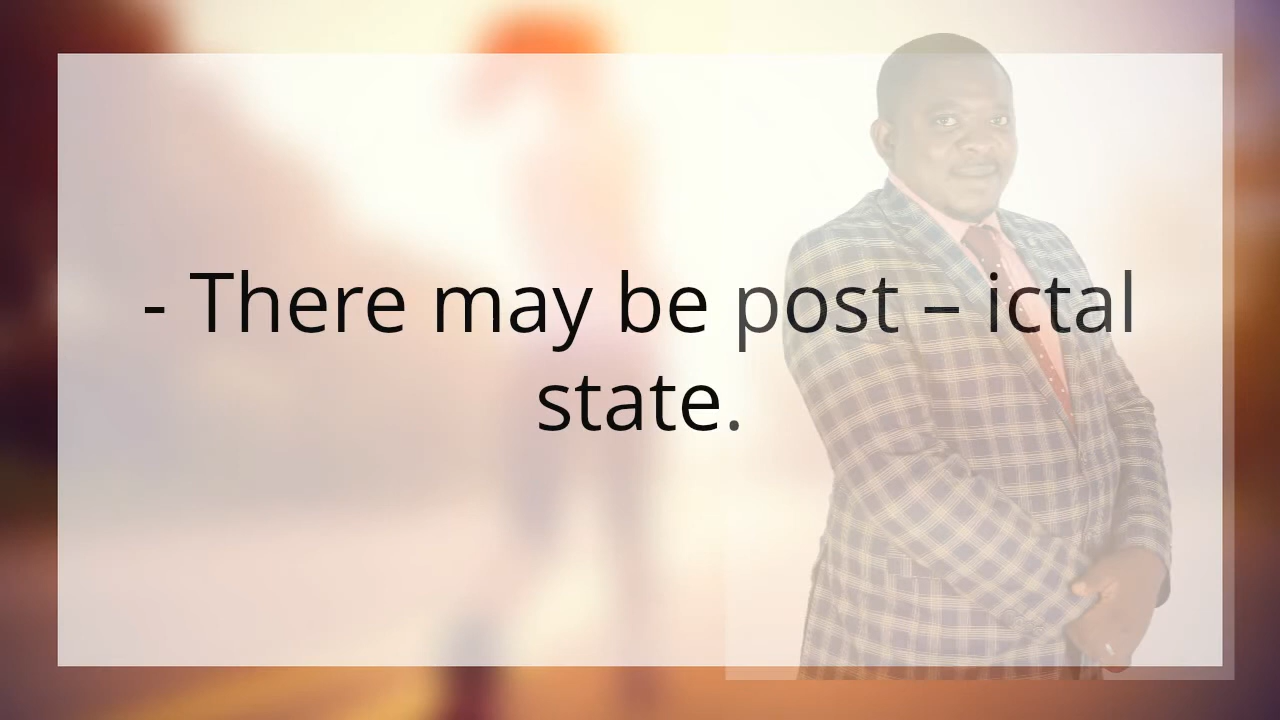 - There may be post – ictal
state.